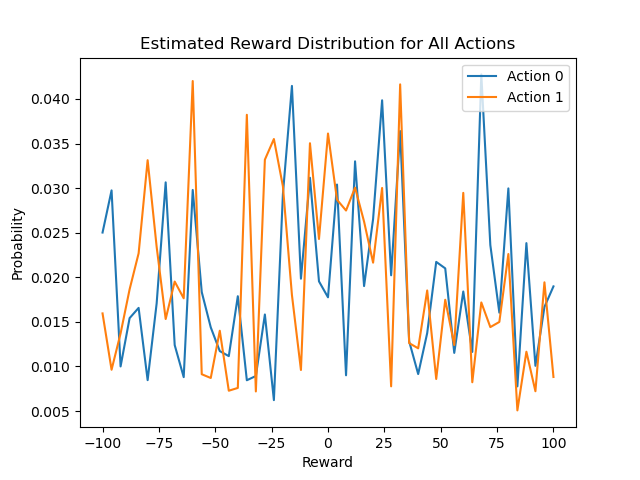 Estimated Reward Distribution for All Actions
Action 0
Action 1
0.040
0.035
0.030
0.025
0.020
0.015
0.010
0.005
Probability
−100 −75 −50 −25 0 25 50 75 100
Reward